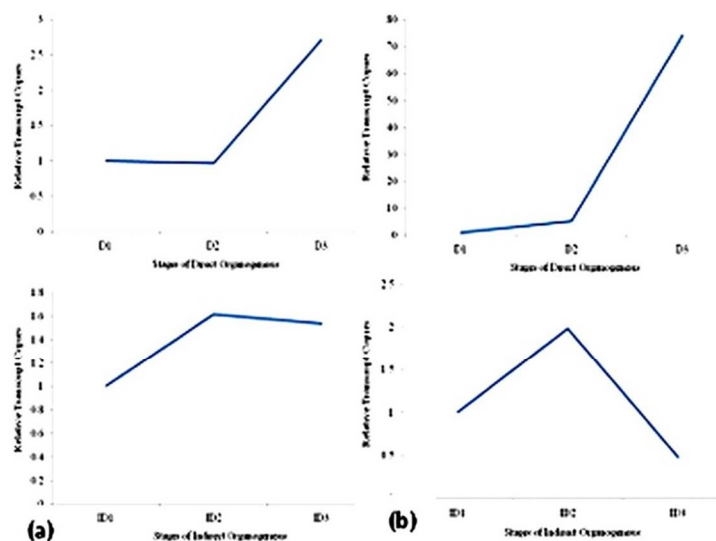 3
2.5
2
1.5
1
0.5
0
Relative Transcript Copies
D1 D2 D3
Stages of Direct Organogenesis
80
70
60
50
40
30
20
10
0
Relative Transcript Copies
D1 D2 D3
Stages of Direct Organogenesis
1.8
1.6
1.4
1.2
1
0.8
0.6
0.4
0.2
0
Relative Transcript Copies
ID1 ID2 ID3
Stages of Indirect Organogenesis
(a)
2.5
2
1.5
1
0.5
Relative Transcript Copies
ID1 ID2
Stages of Indirect Organogenesis
(b)